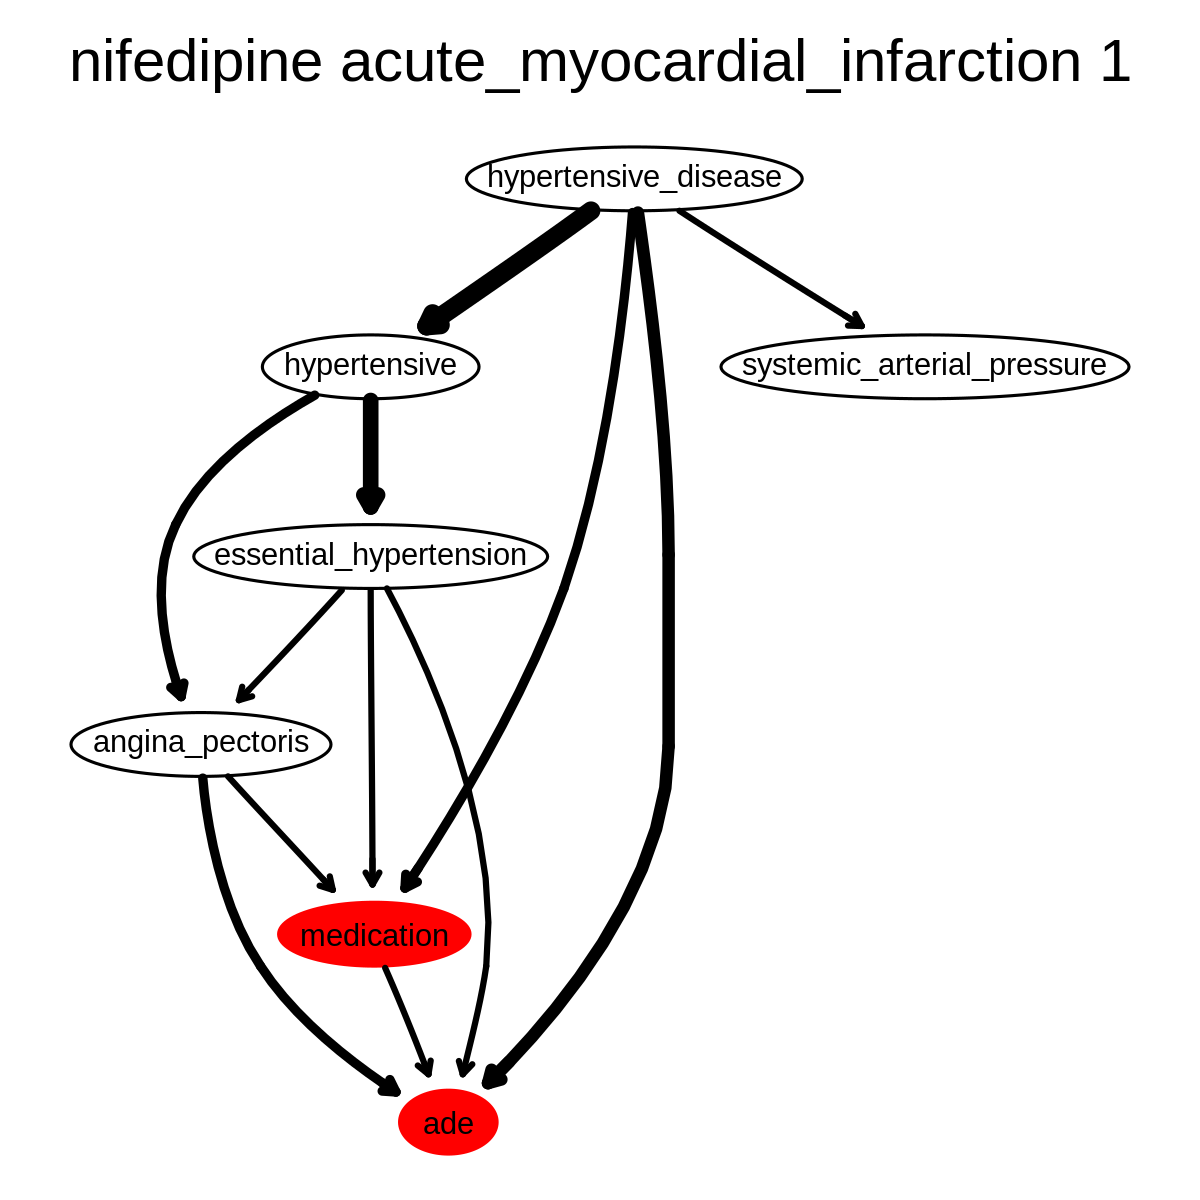 nifedipine acute_myocardial_infarction 1
hypertensive_disease
hypertensive
systemic_arterial_pressure
essential_hypertension
angina_pectoris
medication
ade